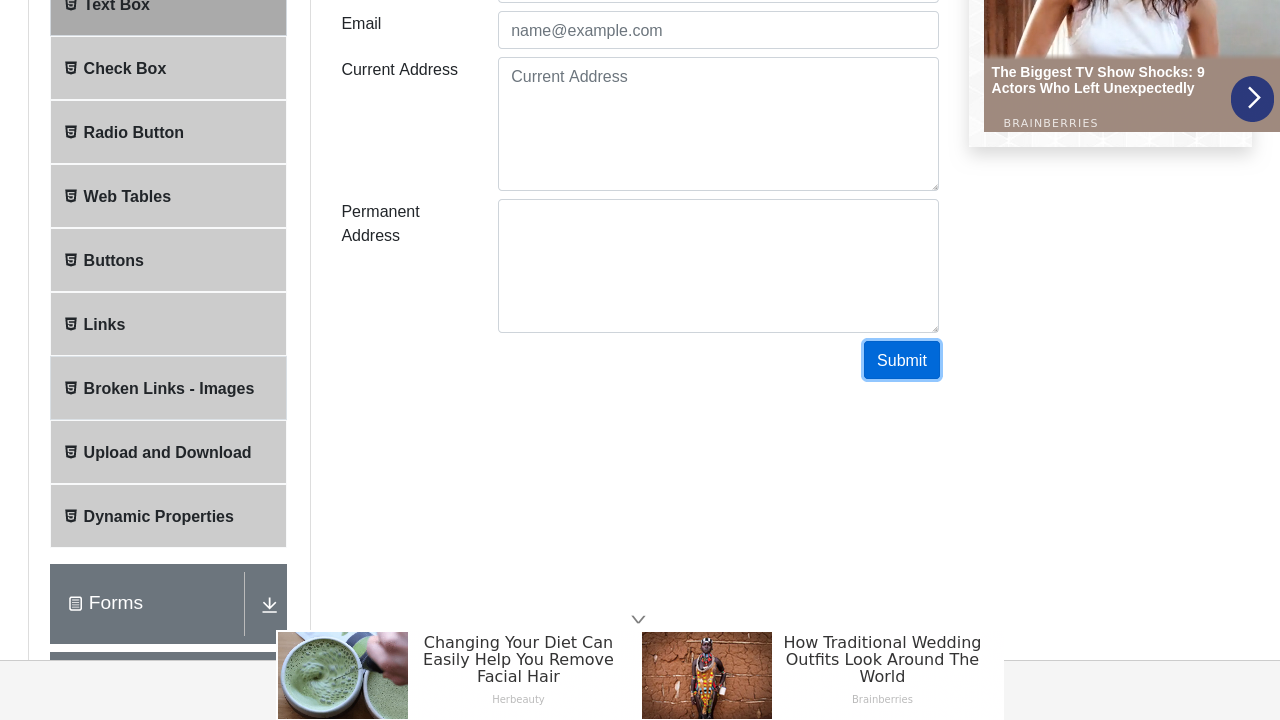 Text Box
Check Box
Radio Button
Web Tables
Buttons
Links
Broken Links - Images
Upload and Download
Dynamic Properties
Forms
Email
name@example.com
Current Address
Current Address
Permanent
Address
Submit
The Biggest TV Show Shocks: 9
Actors Who Left Unexpectedly
BRAINBERRIES
Changing Your Diet Can
Easily Help You Remove
Facial Hair
Herbeauty
How Traditional Wedding
Outfits Look Around The
World
Brainberries